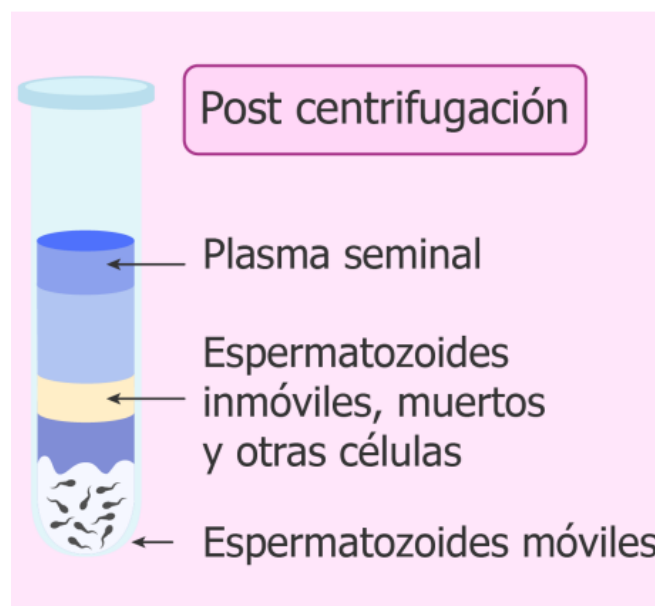 Post centrifugación
Plasma seminal
Espermatozoides
inmóviles, muertos
y otras células
Espermatozoides móviles